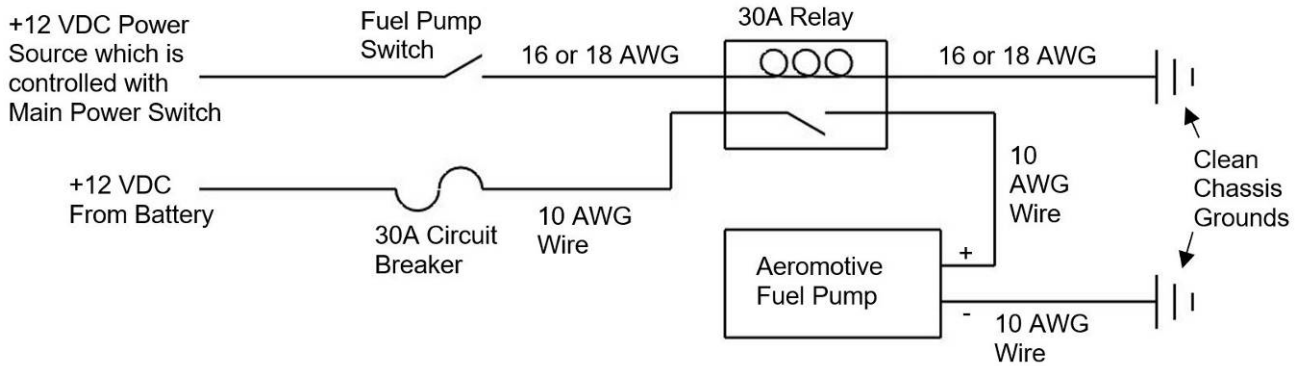 +12 VDC Power
Source which is
controlled with
Main Power Switch
Fuel Pump
Switch
16 or 18 AWG
30A Relay
16 or 18 AWG
+12 VDC
From Battery
30A Circuit
Breaker
10 AWG
Wire
10
AWG
Wire
Clean
Chassis
Grounds
Aeromotive
Fuel Pump
+
-
10 AWG
Wire